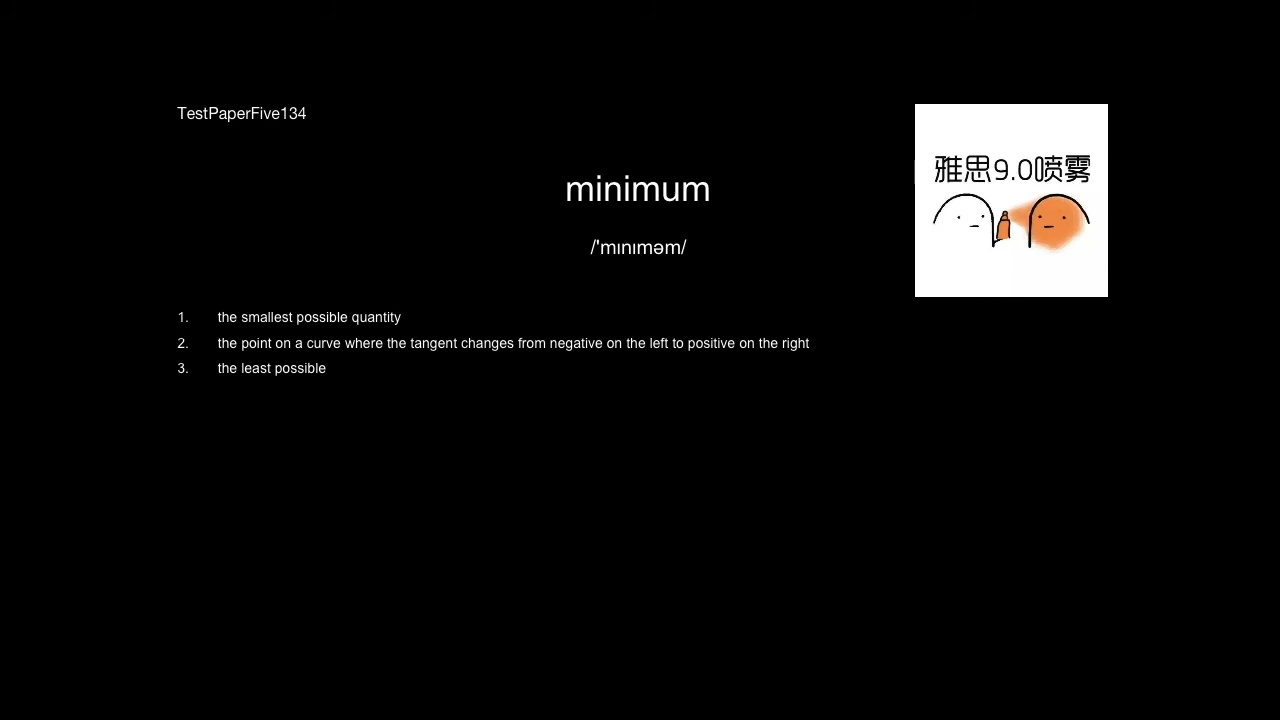 TestPaperFive134
雅思9.0喷雾
minimum
/'mɪnɪməm/
1. the smallest possible quantity
2. the point on a curve where the tangent changes from negative on the left to positive on the right
3. the least possible